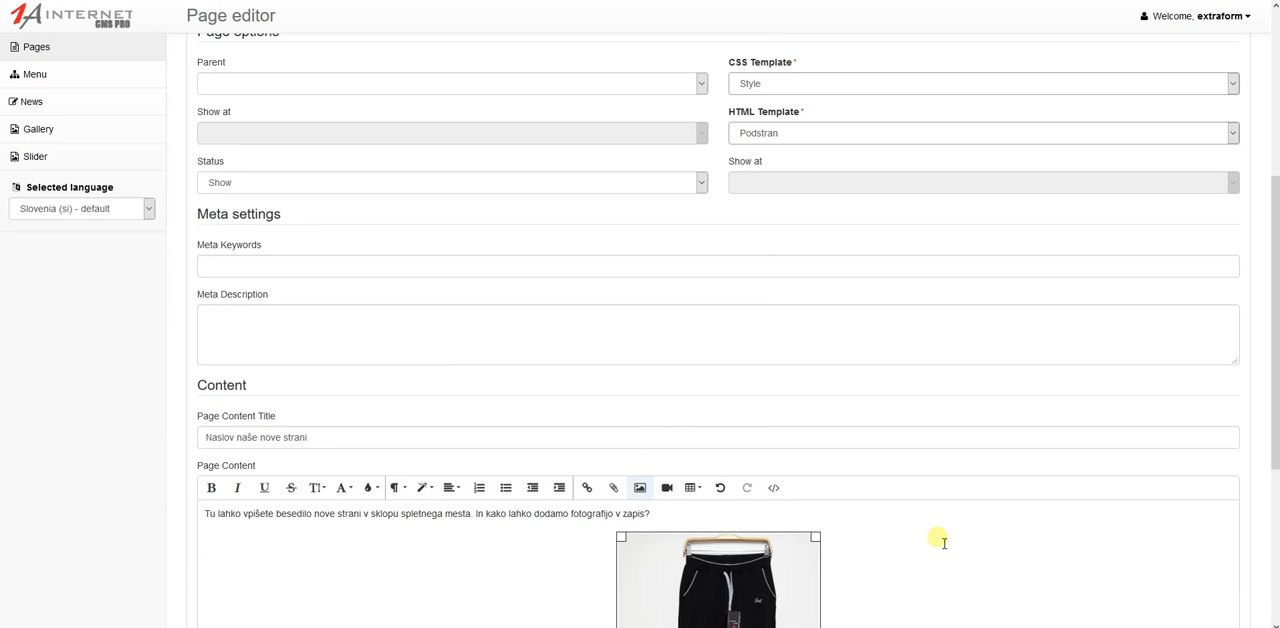 1A INTERNET
CMS PRO
Page editor
Welcome, extraform
Pages
Menu
News
Gallery
Slider
Selected language
Slovenia (si) - default
Page options
Parent
CSS Template*
Style
Show at
HTML Template*
Podstran
Status
Show at
Show
Meta settings
Meta Keywords
Meta Description
Content
Page Content Title
Naslov naše nove strani
Page Content
Tu lahko vpišete besedilo nove strani v sklopu spletnega mesta. In kako lahko dodamo fotografijo v zapis?